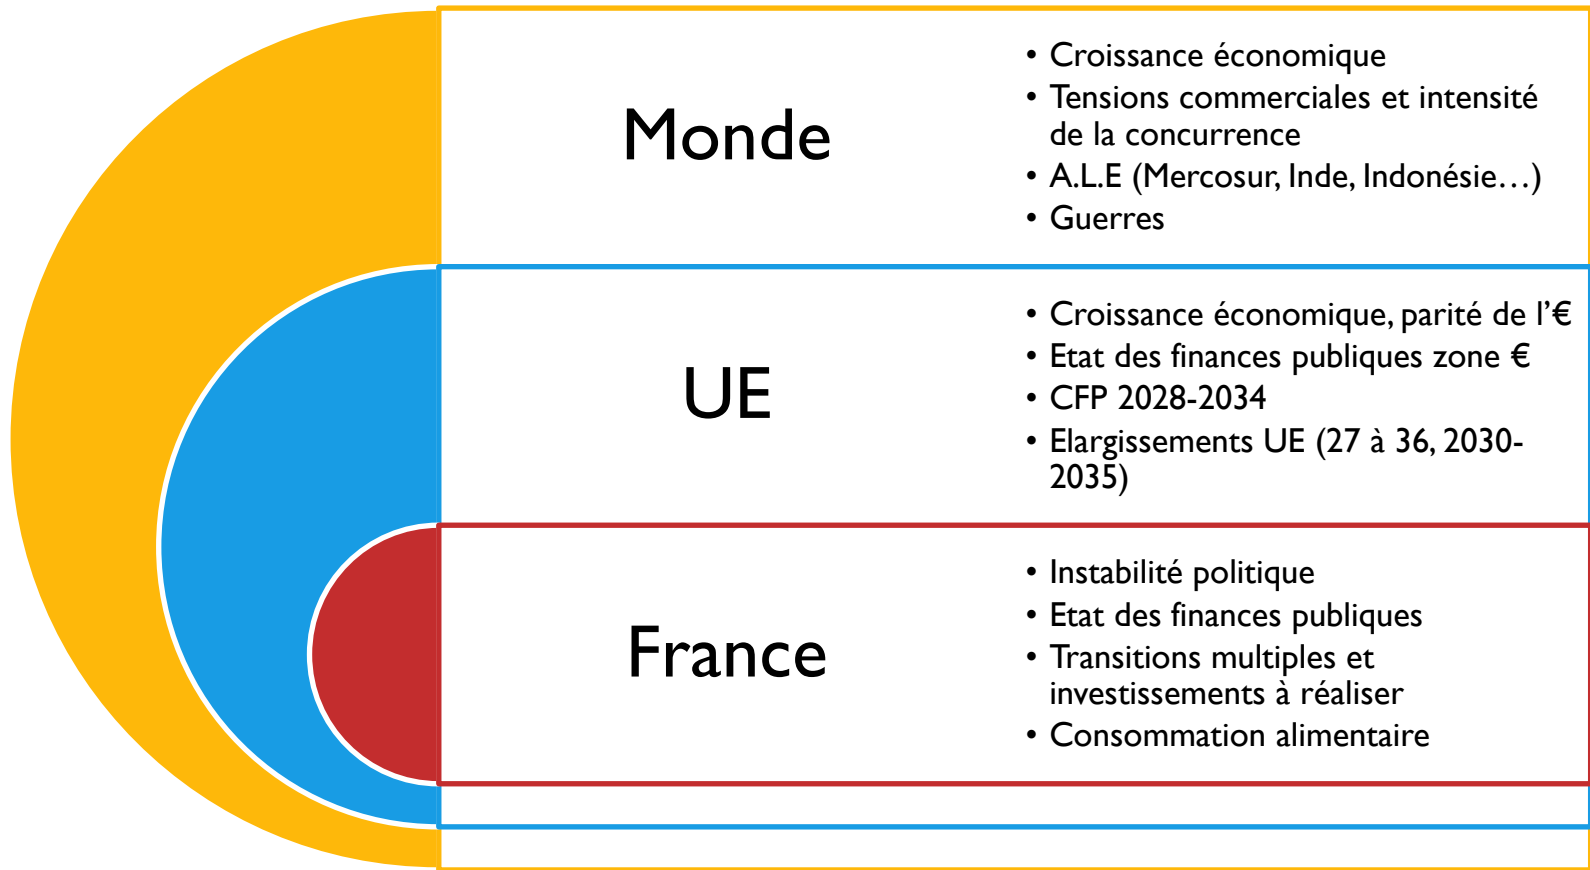 Monde
• Croissance économique
• Tensions commerciales et intensité
de la concurrence
• A.L.E (Mercosur, Inde, Indonésie…)
• Guerres
UE
• Croissance économique, parité de l’€
• Etat des finances publiques zone €
• CFP 2028-2034
• Elargissements UE (27 à 36, 2030-
2035)
France
• Instabilité politique
• Etat des finances publiques
• Transitions multiples et
investissements à réaliser
• Consommation alimentaire